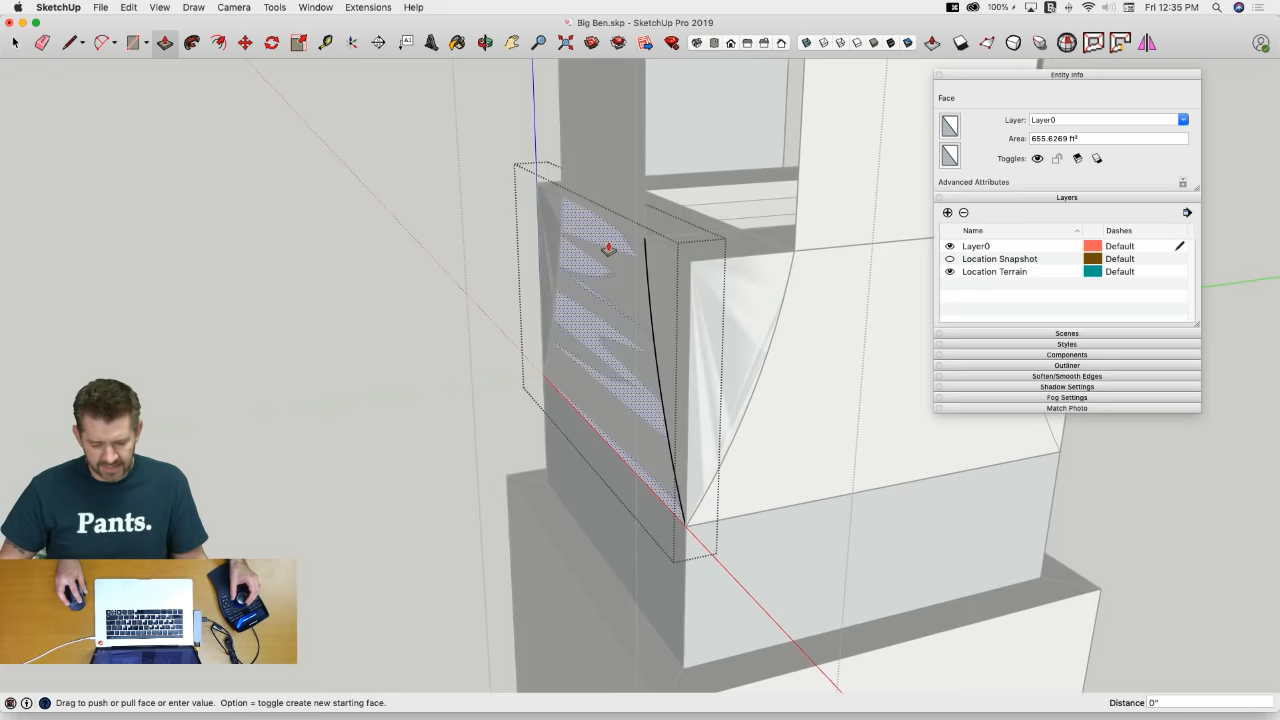 SketchUp File Edit View Draw Camera Tools Window Extensions Help 100% Fri 12:35 PM
Big Ben.skp - SketchUp Pro 2019
Entity Info
Face
Layer: Layer0
Area: 655.6269 ft²
Toggles:
Advanced Attributes
Layers
Name Dashes
Layer0 Default
Location Snapshot Default
Location Terrain Default
Scenes
Styles
Components
Outliner
Soften/Smooth Edges
Shadow Settings
Fog Settings
Match Photo
Pants.
Drag to push or pull face or enter value. Option = toggle create new starting face. Distance 0"